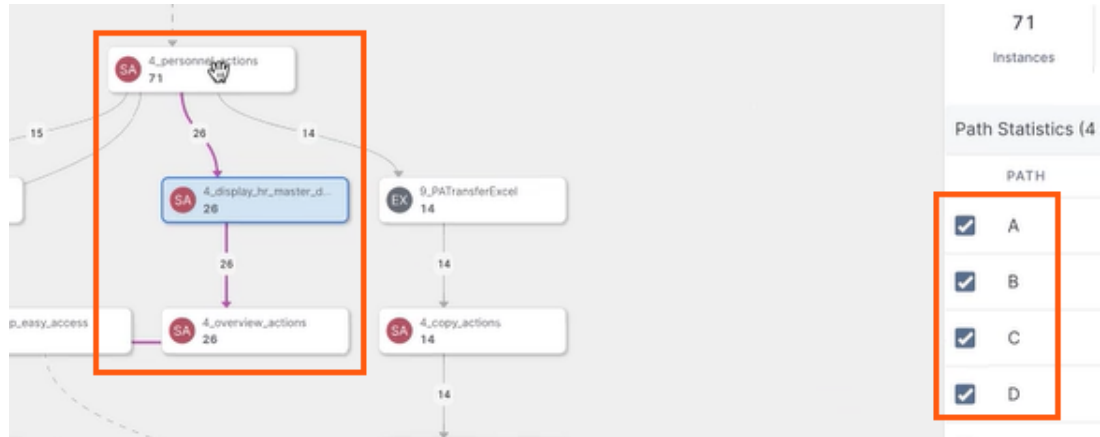 71
Instances
Path Statistics (4
PATH
A
B
C
D
SA
4_personnel_actions
71
15
26
14
SA
4_display_hr_master_d...
26
EX
9_PATransferExcel
14
26
14
p_easy_access
SA
4_overview_actions
26
SA
4_copy_actions
14
14